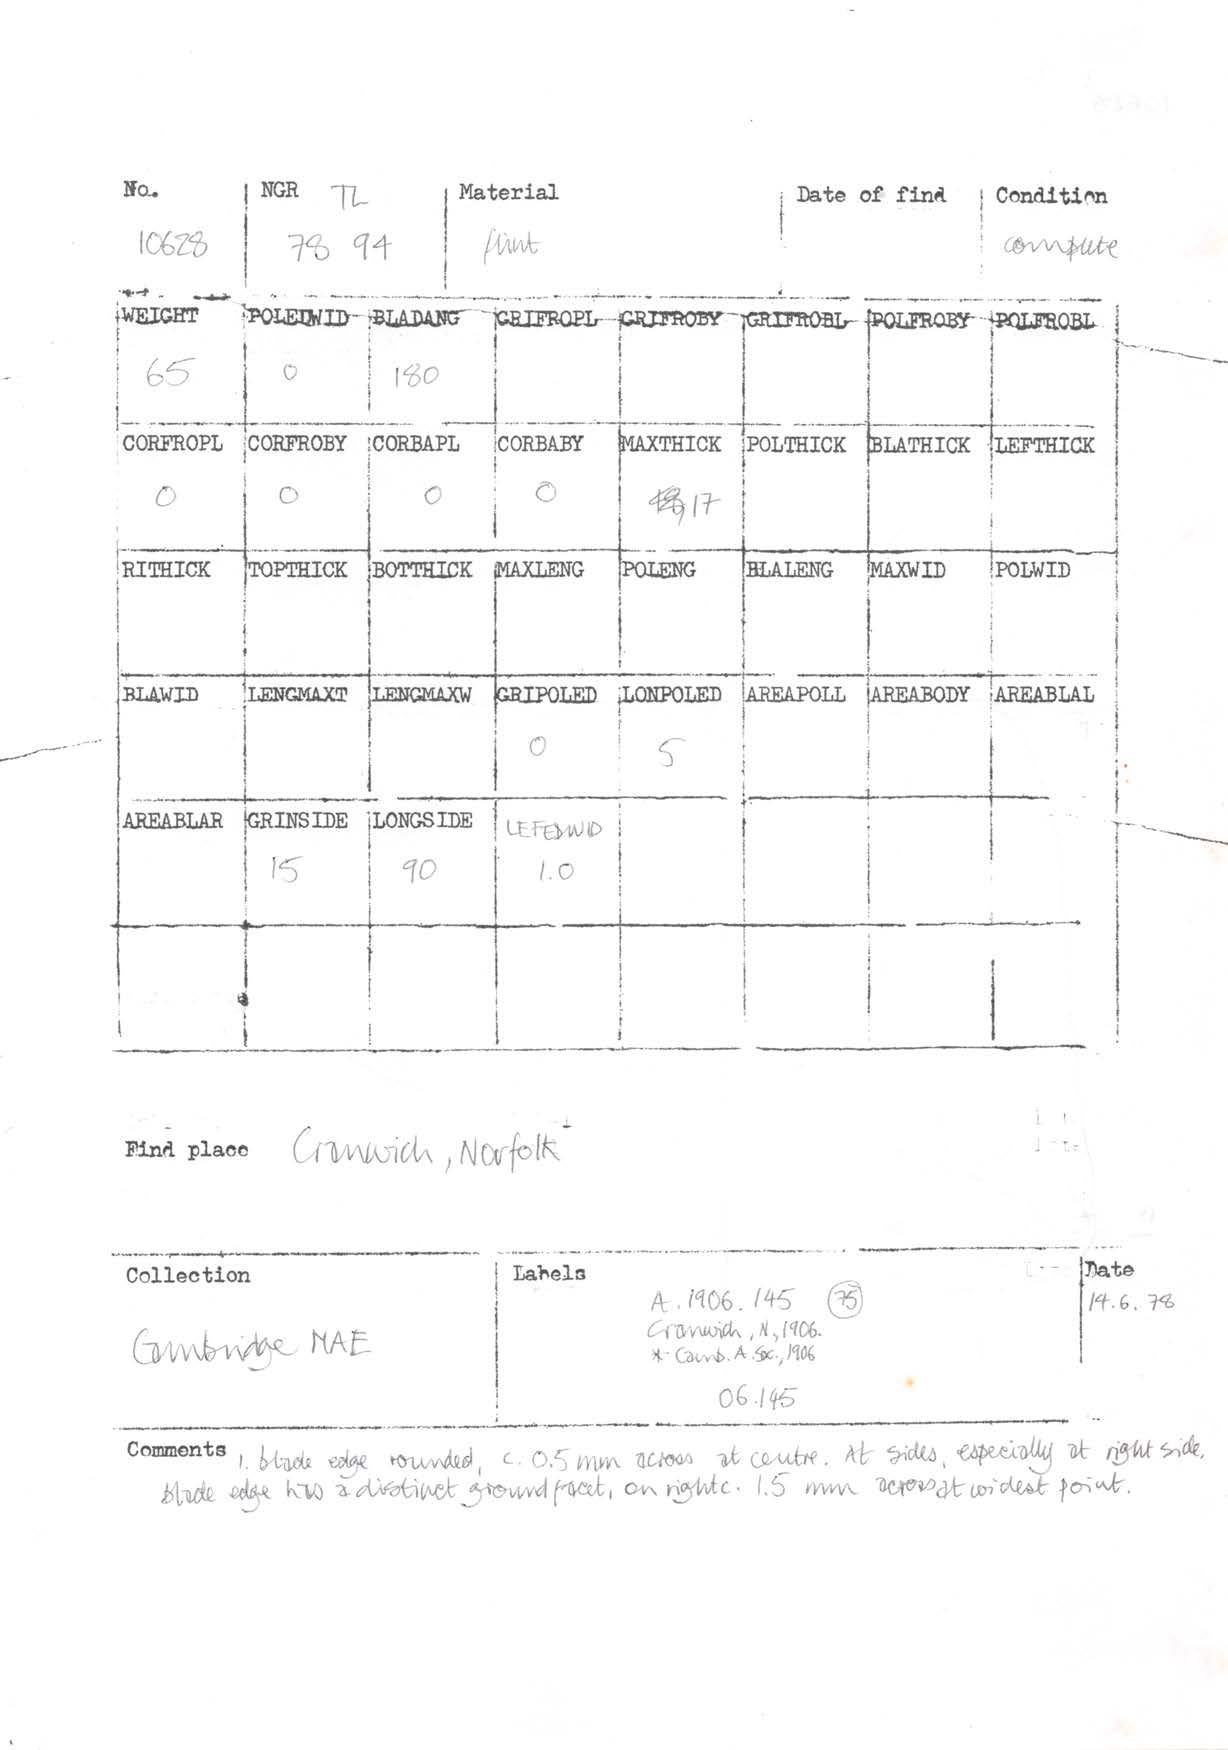 No. NGR TL Material Date of find Condition
10628 78 94 flint complete
WEIGHT POLEDWID BLADANG GRIFROPL GRIFROBY GRIFROBL POLFROBY POLFROBL
65 0 180
CORFROPL CORFROBY CORBAPL CORBABY MAXTHICK POLTHICK BLATHICK LEFTHICK
0 0 0 0 17
RITHICK TOPTHICK BOTTHICK MAXLENG POLENG BLALENG MAXWID POLWID
BLAWID LENGMAXT LENGMAXW GRIPOLED LONPOLED AREAPOLL AREABODY AREABLAL
0 5
AREABLAR GRINSIDE LONGSIDE LEFEDWID
15 90 1.0
Find place Cranwich, Norfolk
Collection Labels Date
A.1906.145 75 14.6.78
Cranwich, N., 1906.
Cambridge MAE * Camb. A. Soc., 1906
06.145
Comments 1. blade edge rounded, c. 0.5 mm across at centre. At sides, especially at right side,
blade edge has a distinct ground facet, on right c. 1.5 mm across at widest point.